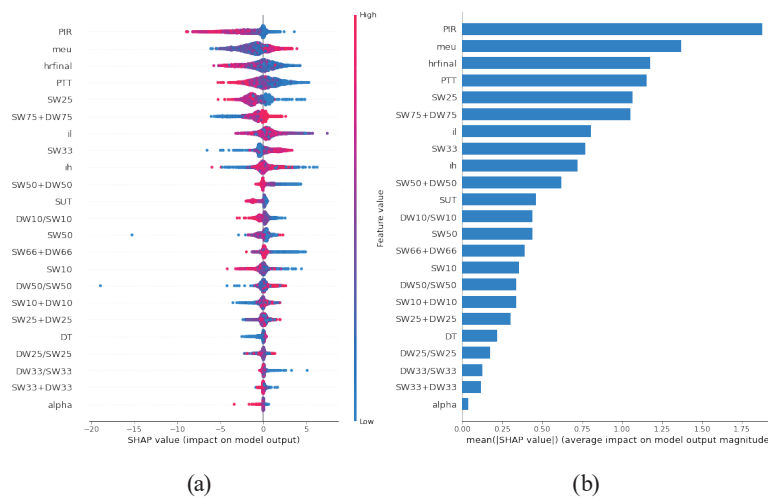 PIR
meu
hrfinal
PTT
SW25
SW75+DW75
il
SW33
ih
SW50+DW50
SUT
DW10/SW10
SW50
SW66+DW66
SW10
DW50/SW50
SW10+DW10
SW25+DW25
DT
DW25/SW25
DW33/SW33
SW33+DW33
alpha
−20 −15 −10 −5 0 5
SHAP value (impact on model output)
High
Low
Feature value
(a)
PIR
meu
hrfinal
PTT
SW25
SW75+DW75
il
SW33
ih
SW50+DW50
SUT
DW10/SW10
SW50
SW66+DW66
SW10
DW50/SW50
SW10+DW10
SW25+DW25
DT
DW25/SW25
DW33/SW33
SW33+DW33
alpha
0.00 0.25 0.50 0.75 1.00 1.25 1.50 1.75
mean(|SHAP value|) (average impact on model output magnitude
(b)